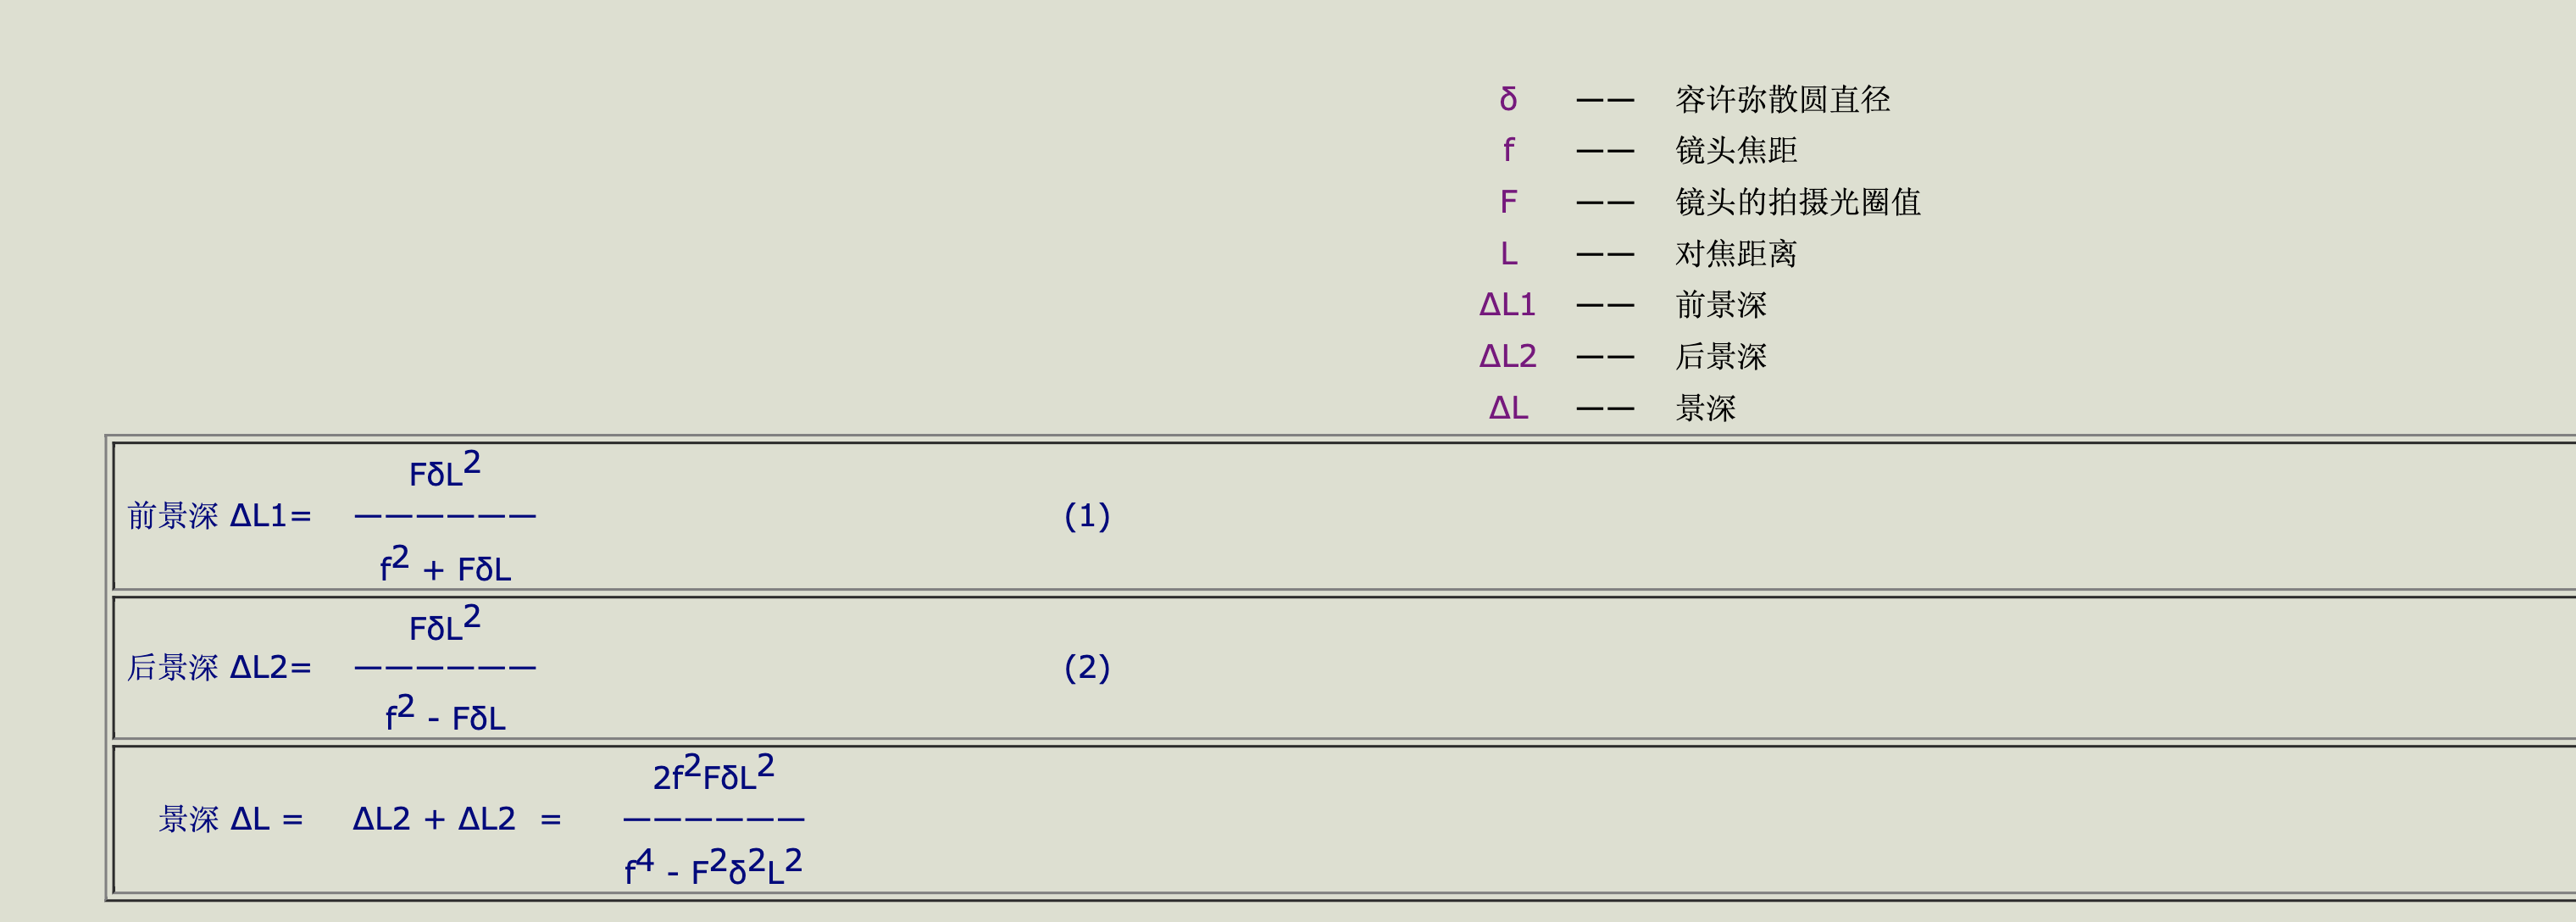 δ —— 容许弥散圆直径
f —— 镜头焦距
F —— 镜头的拍摄光圈值
L —— 对焦距离
ΔL1 —— 前景深
ΔL2 —— 后景深
ΔL —— 景深
FδL²
前景深 ΔL1= —————— (1)
f² + FδL
FδL²
后景深 ΔL2= —————— (2)
f² - FδL
2f²FδL²
景深 ΔL = ΔL2 + ΔL2 = ——————
f⁴ - F²δ²L²